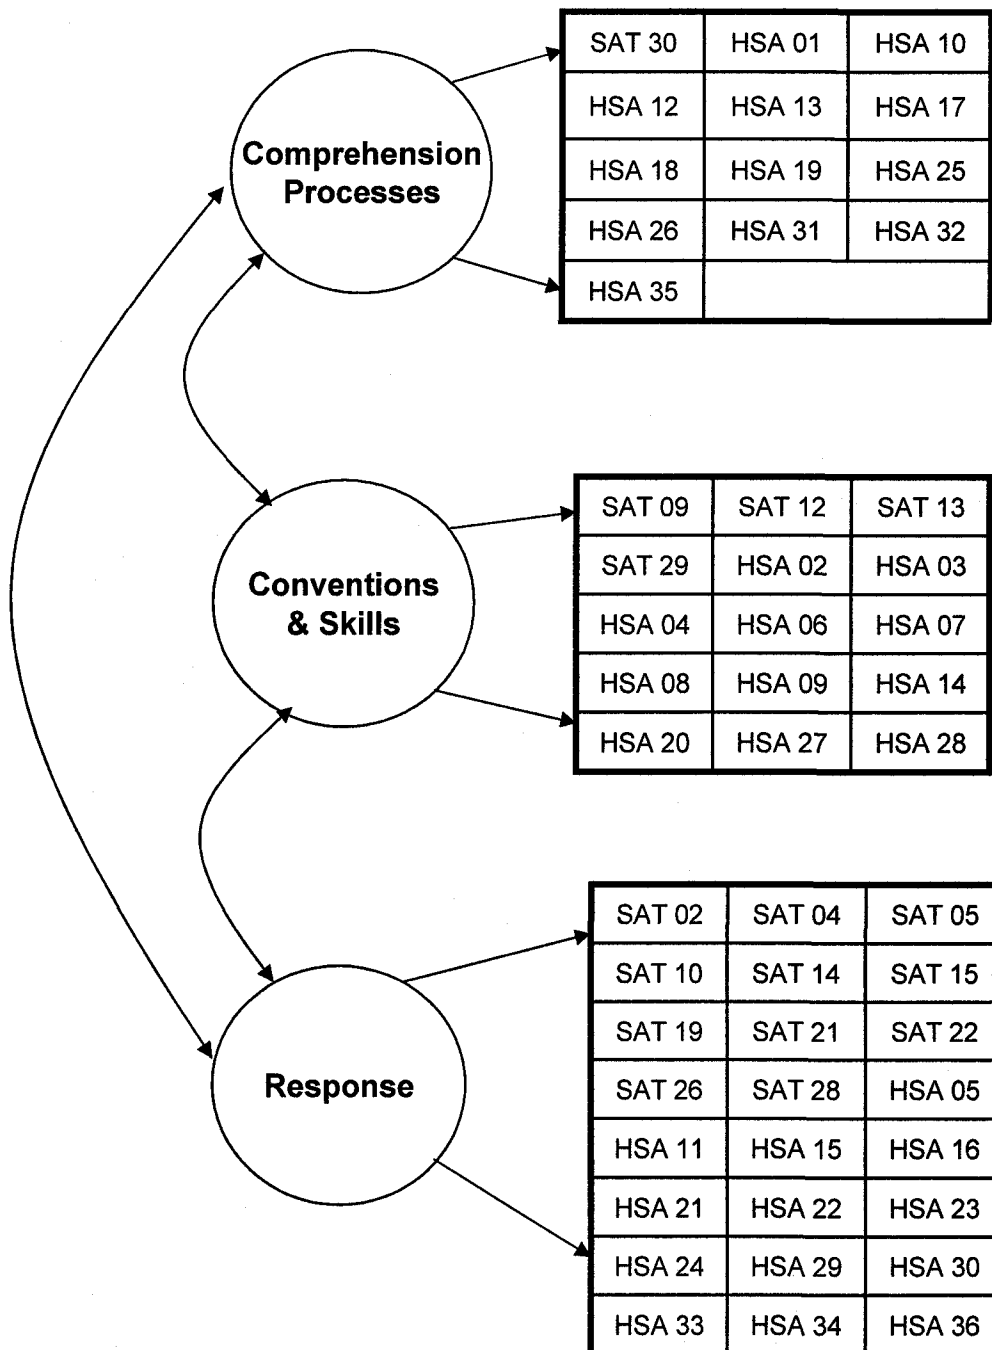 Comprehension
Processes
SAT 30 HSA 01 HSA 10
HSA 12 HSA 13 HSA 17
HSA 18 HSA 19 HSA 25
HSA 26 HSA 31 HSA 32
HSA 35
Conventions
& Skills
SAT 09 SAT 12 SAT 13
SAT 29 HSA 02 HSA 03
HSA 04 HSA 06 HSA 07
HSA 08 HSA 09 HSA 14
HSA 20 HSA 27 HSA 28
Response
SAT 02 SAT 04 SAT 05
SAT 10 SAT 14 SAT 15
SAT 19 SAT 21 SAT 22
SAT 26 SAT 28 HSA 05
HSA 11 HSA 15 HSA 16
HSA 21 HSA 22 HSA 23
HSA 24 HSA 29 HSA 30
HSA 33 HSA 34 HSA 36